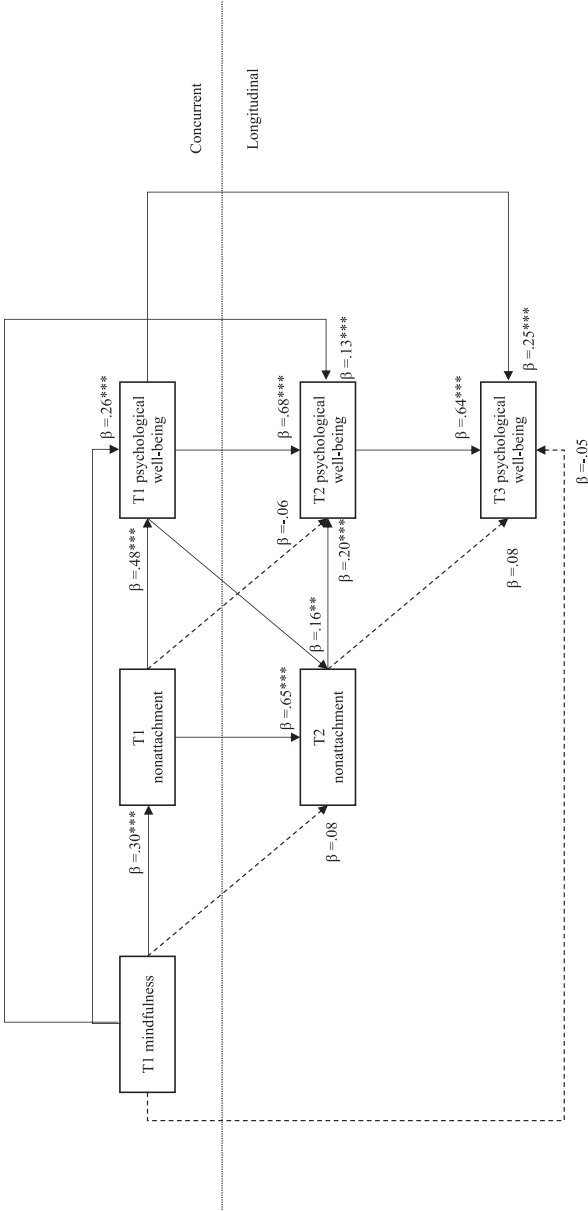 Concurrent
Longitudinal
T1 mindfulness
β =.30***
T1
nonattachment
β =.48***
β =.26***
T1 psychological
well-being
β =.08
β =.65***
T2
nonattachment
β =.16**
β =-.06
β =.20***
β =.68***
T2 psychological
well-being
β =.13***
β =.08
β =.64***
T3 psychological
well-being
β =.25***
β =-.05